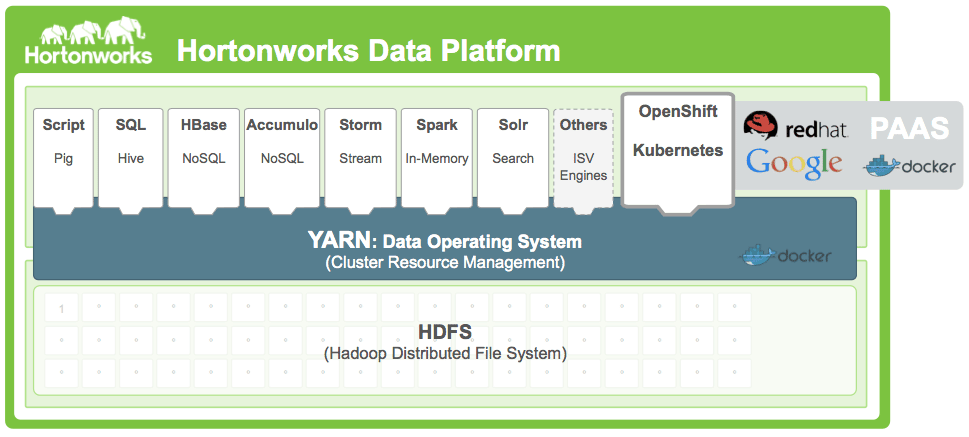 Hortonworks
Hortonworks Data Platform
Script
Pig
SQL
Hive
HBase
NoSQL
Accumulo
NoSQL
Storm
Stream
Spark
In-Memory
Solr
Search
Others
ISV
Engines
OpenShift
Kubernetes
redhat.
Google
PAAS
docker
YARN: Data Operating System
(Cluster Resource Management)
docker
1
HDFS
(Hadoop Distributed File System)